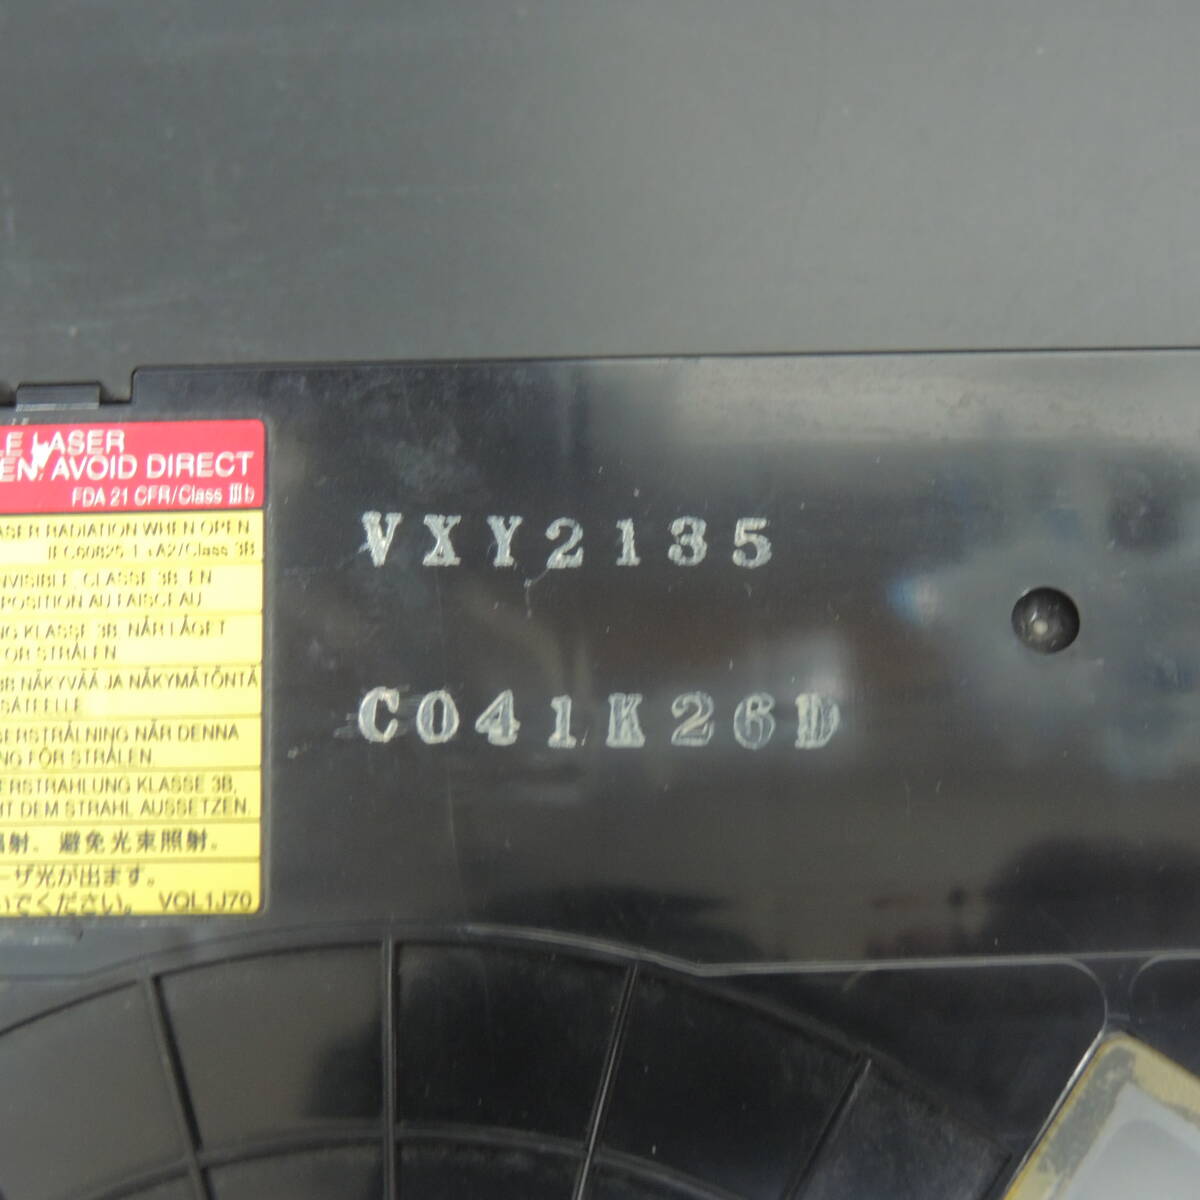 LE LASER
EN. AVOID DIRECT
FDA 21 CFR/Class IIIb
ASER RADIATION WHEN OPEN
IEC60825-1+A2/Class 3B
NVISIBLE, CLASSE 3B, EN
POSITION AU FAISCEAU.
NG KLASSE 3B, NÅR LÅGET
FOR STRÅLEN.
3B NÄKYVÄÄ JA NÄKYMÄTÖNTÄ
SÄTEELLE.
SERSTRÅLNING NÄR DENNA
NG FÖR STRÅLEN.
ERSTRAHLUNG KLASSE 3B,
HT DEM STRAHL AUSSETZEN.
辐射．避免光束照射．
ーザ光が出ます。
いでください。 VQL1J70
VXY2135
C041K26D